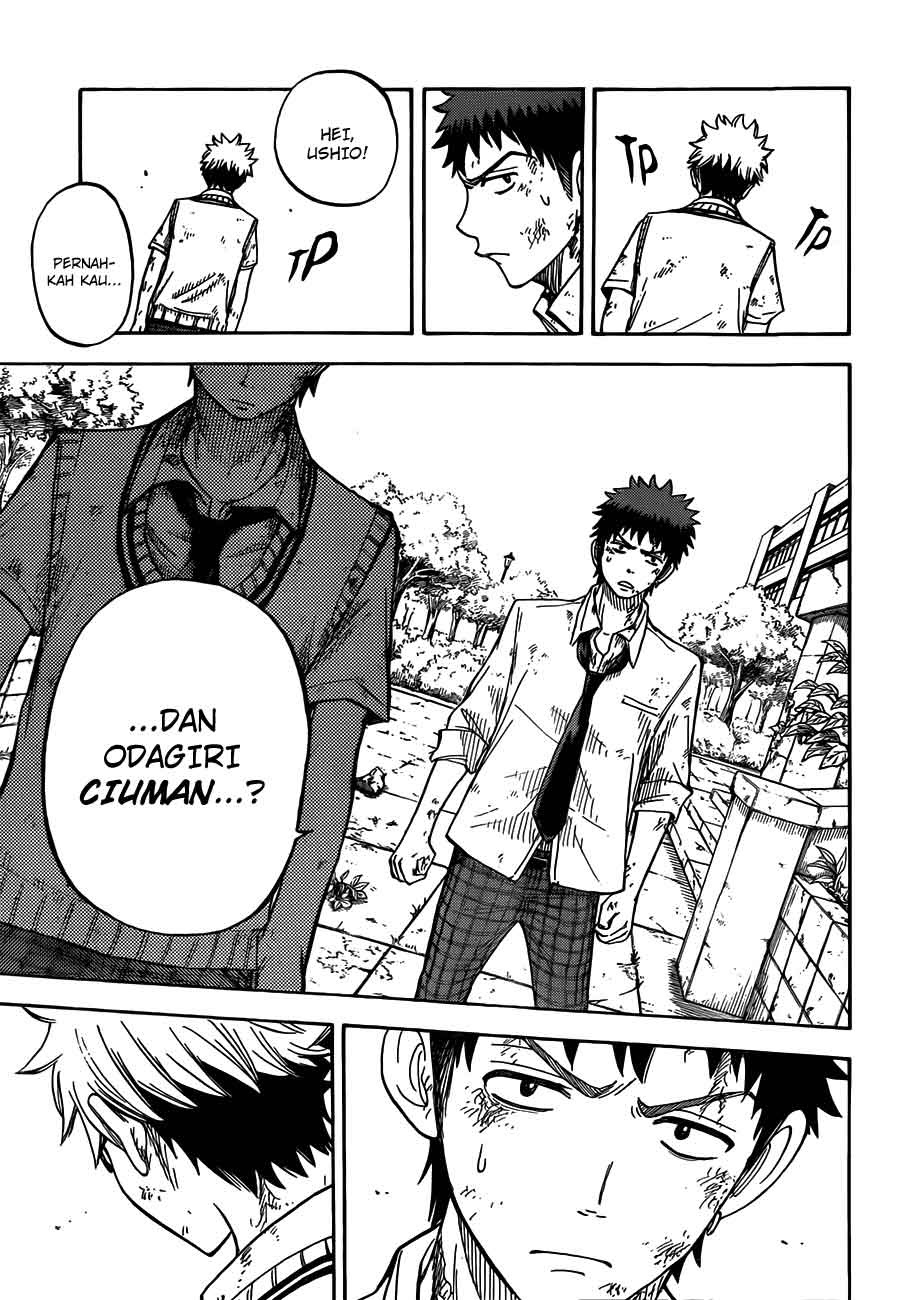 TP
TP
HEI,
USHIO!
TP
PERNAH-
KAH KAU...
...DAN
ODAGIRI
CIUMAN...?